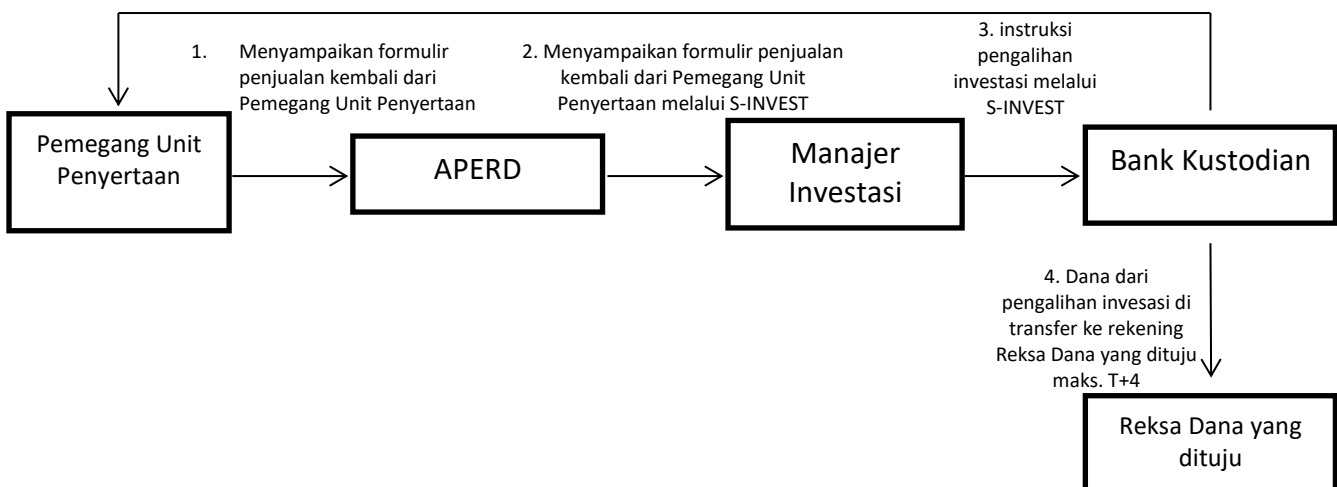 1. Menyampaikan formulir
penjualan kembali dari
Pemegang Unit Penyertaan
2. Menyampaikan formulir penjualan
kembali dari Pemegang Unit
Penyertaan melalui S-INVEST
3. instruksi
pengalihan
investasi melalui
S-INVEST
Pemegang Unit
Penyertaan
APERD
Manajer
Investasi
Bank Kustodian
4. Dana dari
pengalihan invesasi di
transfer ke rekening
Reksa Dana yang dituju
maks. T+4
Reksa Dana yang
dituju